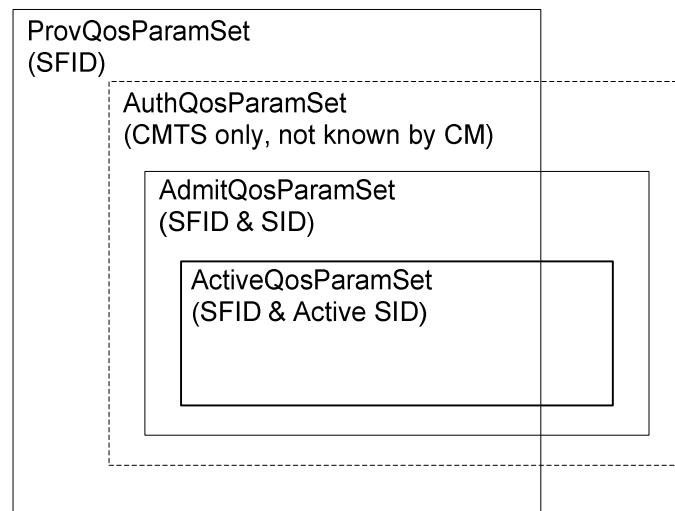 ProvQosParamSet
(SFID)
AuthQosParamSet
(CMTS only, not known by CM)
AdmitQosParamSet
(SFID & SID)
ActiveQosParamSet
(SFID & Active SID)